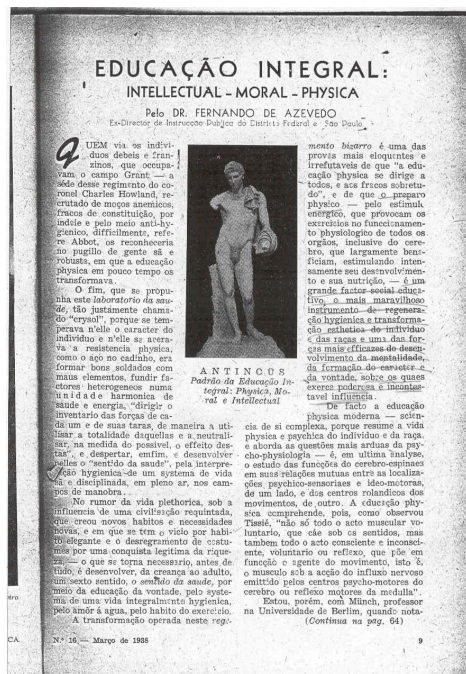 EDUCAÇÃO INTEGRAL:
INTELLECTUAL – MORAL – PHYSICA
Pelo DR. FERNANDO DE AZEVEDO
Ex-Director de Instrucção Publica do Districto Federal e São Paulo
QUEM via os indivi-
duos debeis e fran-
zinos, que occupa-
vam o campo Grant — a
séde desse regimento do co-
ronel Charles Howland, re-
crutado de moços anemicos,
fracos de constituição, por
indole e pelo meio anti-hy-
gienico, difficilmente, refe-
re Abbot, os reconheceria
no pugillo de gente sã e
robusta, em que a educação
physica em pouco tempo os
transformava.
O fim, que se propu-
nha este laboratorio da sau-
de, tão justamente chama-
do "crysol", porque se tem-
perava n'elle o caracter do
individuo e n'elle se acera-
va a resistencia physica,
como o aço no cadinho, era
formar bons soldados com
maus elementos, fundir fa-
ctores heterogeneos numa
unidade harmonica de
saude e energia, "dirigir o
inventario das forças de ca-
da um e de suas taras, de maneira a uti-
lisar a totalidade daquellas e a neutrali-
sar, na medida do possivel, o effeito des-
tas", e despertar, emfim, e desenvolver
nelles o "sentido da saude", pela interpre-
tação hygienica de um systema de vida
sã e disciplinada, em pleno ar, nos cam-
pos de manobra.
No rumor da vida plethorica, sob a
influencia de uma civilisação requintada,
que creou novos habitos e necessidades
novas, e em que se tem o vicio por habi-
to elegante e o desregramento de costu-
mes por uma conquista legitima da rique-
za, — o que se torna necessario, antes de
tudo, é desenvolver, da creança ao adulto,
um sexto sentido, o sentido da saude, por
meio da educação da vontade, pelo syste-
ma de uma vida integralmente hygienica,
pelo amôr á agua, pelo habito do exercicio.
A transformação operada neste regi-
ANTINOUS
Padrão da Educação In-
tegral: Physica, Mo-
ral e Intellectual
mento bizarro é uma das
provas mais eloquentes e
irrefutaveis de que "a edu-
cação physica se dirige a
todos, e aos fracos sobretu-
do", e de que o preparo
physico — pelo estimulo
energico, que provocam os
exercicios no funccionamen-
to physiologico de todos os
orgãos, inclusive do cere-
bro, que largamente bene-
ficiam, estimulando inten-
samente seu desenvolvimen-
to e sua nutrição, — é um
grande factor social educa-
tivo, o mais maravilhoso
instrumento de regenera-
ção hygienica e transforma-
ção esthetica do individuo
e das raças e uma das for-
ças mais efficazes do desen-
volvimento da mentalidade,
da formação do caracter e
da vontade, sobre os quaes
exerce poderosa e incontes-
tavel influencia.
De facto a educação
physica moderna — scien-
cia de si complexa, porque resume a vida
physica e psychica do individuo e da raça,
e aborda as questões mais arduas da psy-
cho-physiologia — é, em ultima analyse,
o estudo das funcções do cerebro-espinaes
em suas relações mutuas entre as localiza-
ções psychico-sensoriaes e ideo-motoras,
de um lado, e dos centros rolandicos dos
movimentos, de outro. A educação phy-
sica comprehende, pois, como observou
Tissié, "não só todo o acto muscular vo-
luntario, que cáe sob os sentidos, mas
tambem todo o acto consciente e inconsci-
ente, voluntario ou reflexo, que põe em
funcção o agente do movimento, isto é,
o musculo sob a acção do influxo nervoso
emittido pelos centros psycho-motores do
cerebro ou reflexo motores da medulla".
Estou, porém, com Münch, professor
na Universidade de Berlim, quando nota-
(Continua na pag. 64)
CA.
N.º 16 — Março de 1938
9